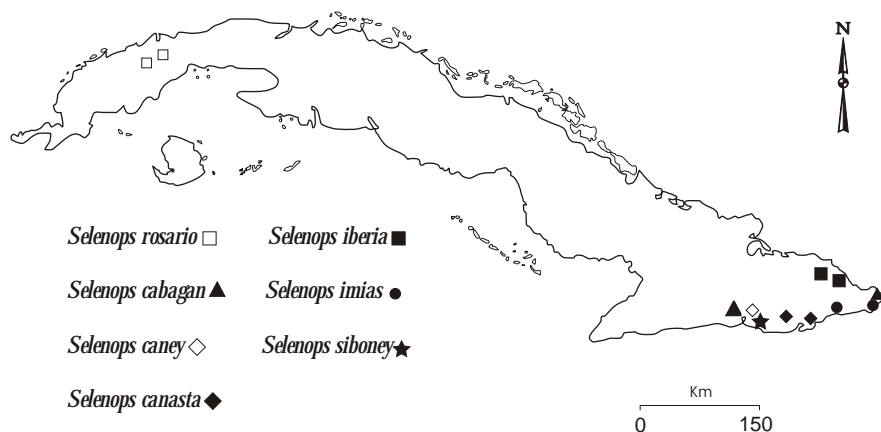 N
Selenops rosario
Selenops iberia
Selenops cabagan
Selenops imias
Selenops caney
Selenops siboney
Selenops canasta
Km
0 150